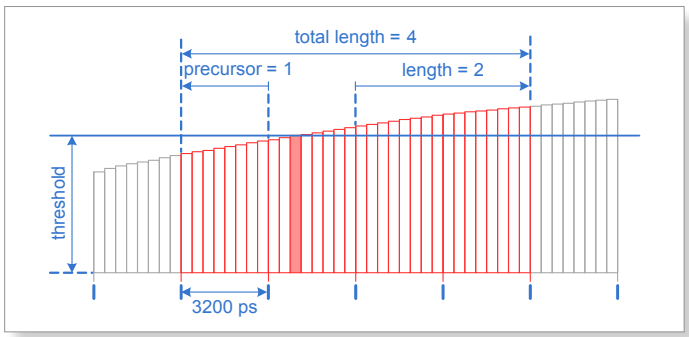 total length = 4
precursor = 1
length = 2
threshold
3200 ps